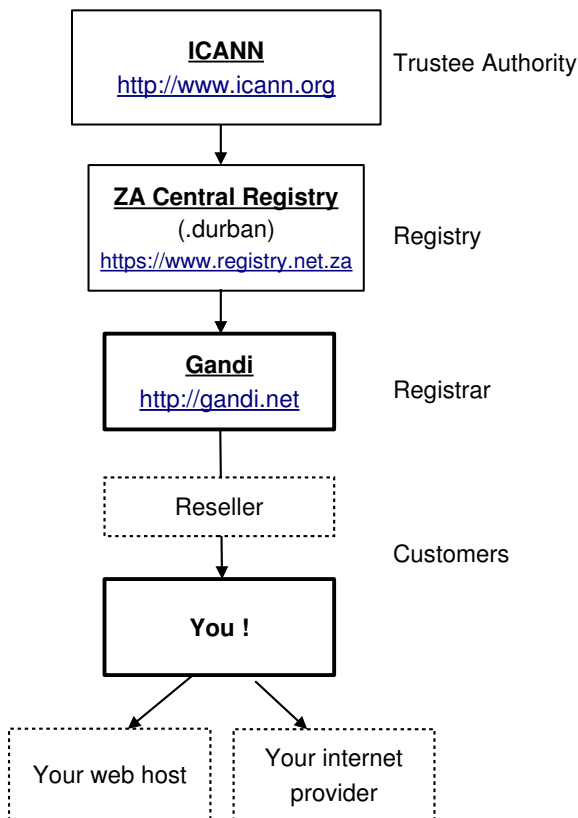 ICANN
http://www.icann.org
Trustee Authority
ZA Central Registry
(.durban)
https://www.registry.net.za
Registry
Gandi
http://gandi.net
Registrar
Reseller
Customers
You !
Your web host
Your internet
provider